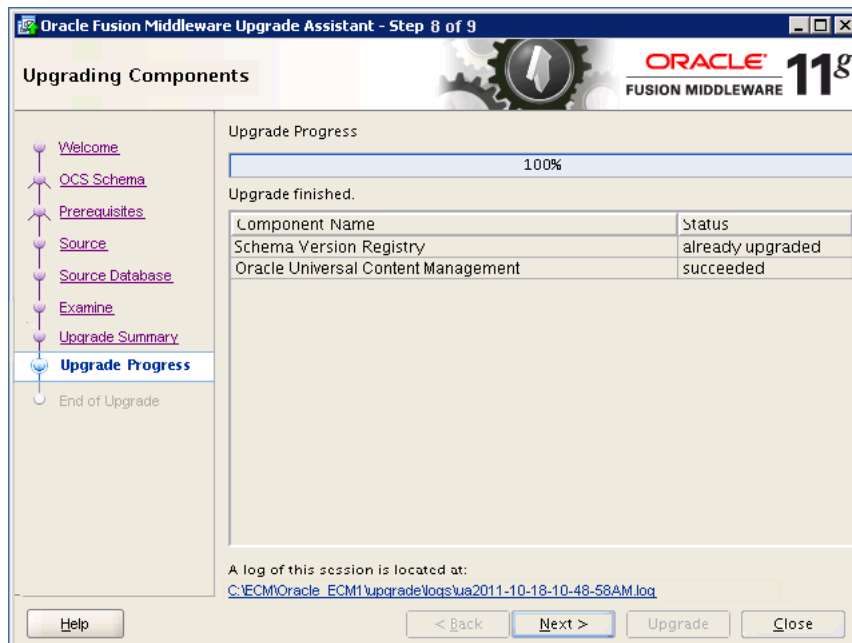 Oracle Fusion Middleware Upgrade Assistant - Step 8 of 9
Upgrading Components
ORACLE
FUSION MIDDLEWARE
11g
Welcome
OCS Schema
Prerequisites
Source
Source Database
Examine
Upgrade Summary
Upgrade Progress
End of Upgrade
Upgrade Progress
100%
Upgrade finished.
Component Name Status
Schema Version Registry already upgraded
Oracle Universal Content Management succeeded
A log of this session is located at:
C:\ECM\Oracle_ECM1\upgrade\logs\ua2011-10-18-10-48-58AM.log
Help < Back Next > Upgrade Close